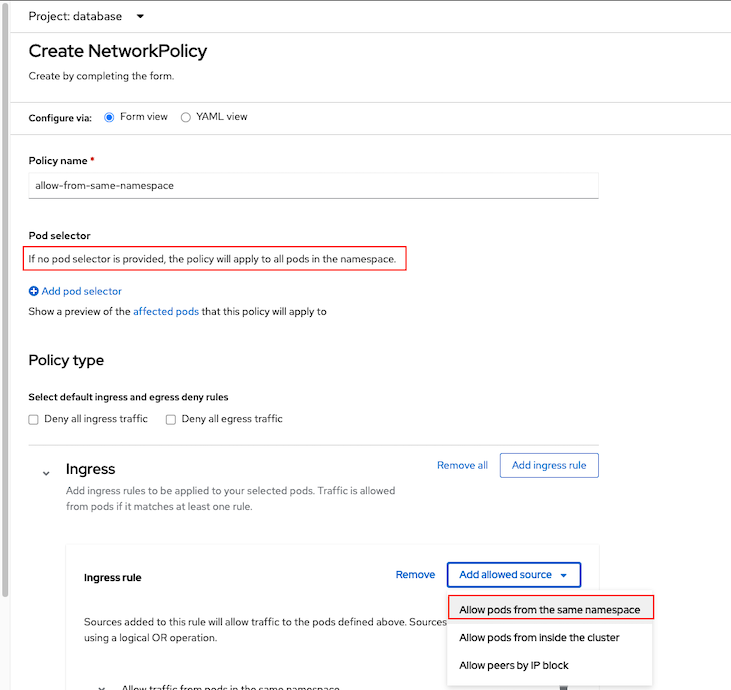 Project: database
Create NetworkPolicy
Create by completing the form.
Configure via: Form view YAML view
Policy name *
allow-from-same-namespace
Pod selector
If no pod selector is provided, the policy will apply to all pods in the namespace.
Add pod selector
Show a preview of the affected pods that this policy will apply to
Policy type
Select default ingress and egress deny rules
Deny all ingress traffic Deny all egress traffic
Ingress Remove all Add ingress rule
Add ingress rules to be applied to your selected pods. Traffic is allowed
from pods if it matches at least one rule.
Ingress rule Remove Add allowed source
Allow pods from the same namespace
Sources added to this rule will allow traffic to the pods defined above. Sources
using a logical OR operation.
Allow pods from inside the cluster
Allow peers by IP block
Allow traffic from pods in the same namespace